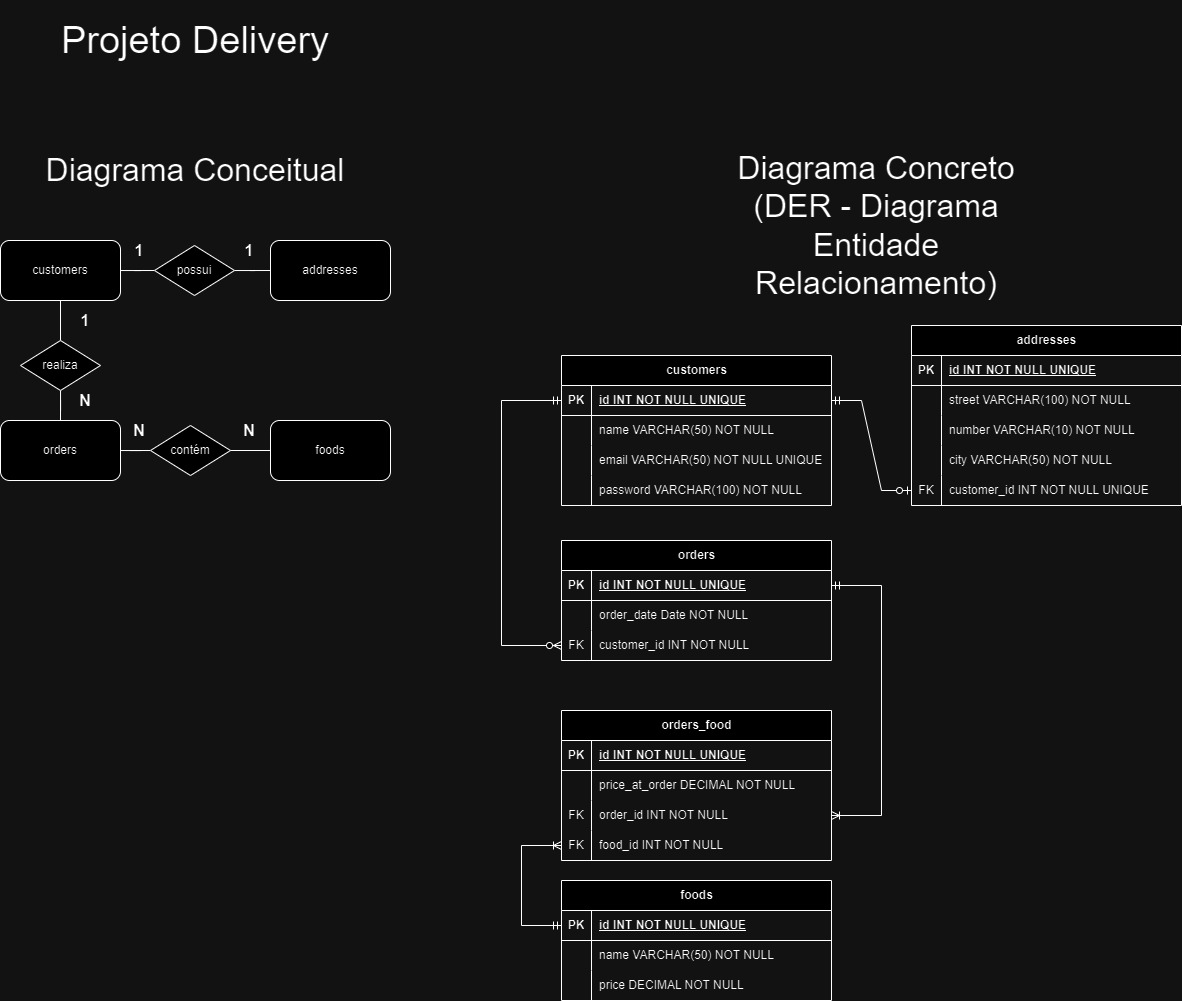 Projeto Delivery
Diagrama Conceitual
customers
1
possui
1
addresses
1
realiza
N
orders
N
contém
N
foods
Diagrama Concreto
(DER - Diagrama
Entidade
Relacionamento)
customers
PK id INT NOT NULL UNIQUE
name VARCHAR(50) NOT NULL
email VARCHAR(50) NOT NULL UNIQUE
password VARCHAR(100) NOT NULL
addresses
PK id INT NOT NULL UNIQUE
street VARCHAR(100) NOT NULL
number VARCHAR(10) NOT NULL
city VARCHAR(50) NOT NULL
FK customer_id INT NOT NULL UNIQUE
orders
PK id INT NOT NULL UNIQUE
order_date Date NOT NULL
FK customer_id INT NOT NULL
orders_food
PK id INT NOT NULL UNIQUE
price_at_order DECIMAL NOT NULL
FK order_id INT NOT NULL
FK food_id INT NOT NULL
foods
PK id INT NOT NULL UNIQUE
name VARCHAR(50) NOT NULL
price DECIMAL NOT NULL